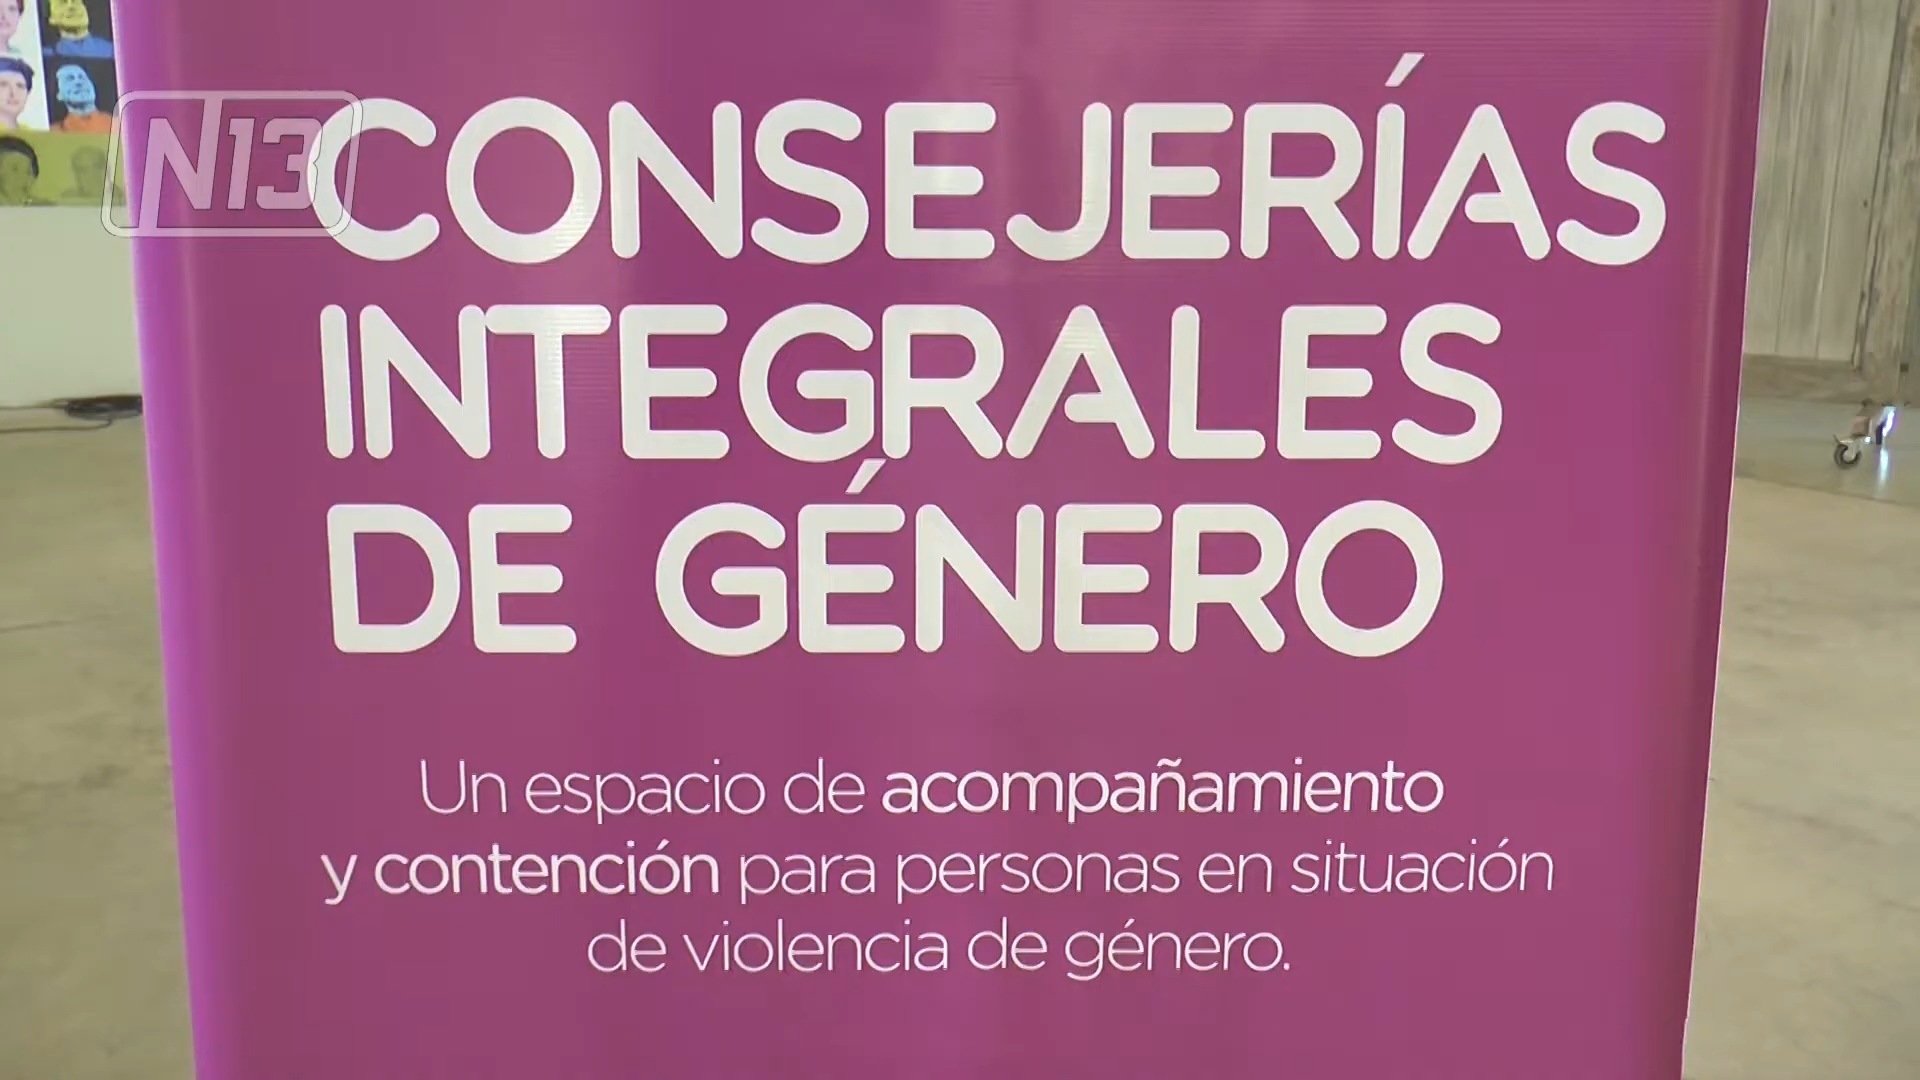 N13
CONSEJERÍAS
INTEGRALES
DE GÉNERO
Un espacio de acompañamiento
y contención para personas en situación
de violencia de género.